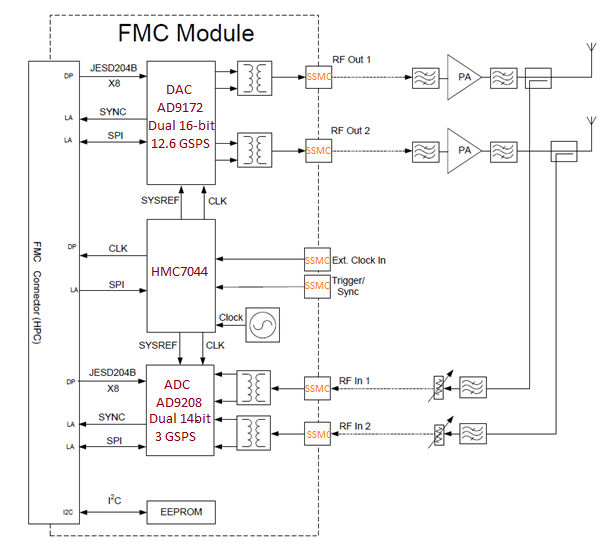 FMC Module
RF Out 1
DP
JESD204B
X8
DAC
AD9172
Dual 16-bit
12.6 GSPS
SSMC
PA
LA
SYNC
LA
SPI
RF Out 2
SSMC
PA
SYSREF
CLK
DP
CLK
HMC7044
SSMC
Ext. Clock In
LA
SPI
SSMC
Trigger/
Sync
Clock
SYSREF
CLK
DP
JESD204B
X8
ADC
AD9208
Dual 14bit
3 GSPS
SSMC
RF In 1
LA
SYNC
LA
SPI
SSMC
RF In 2
I2C
I²C
EEPROM
FMC Connector (HPC)